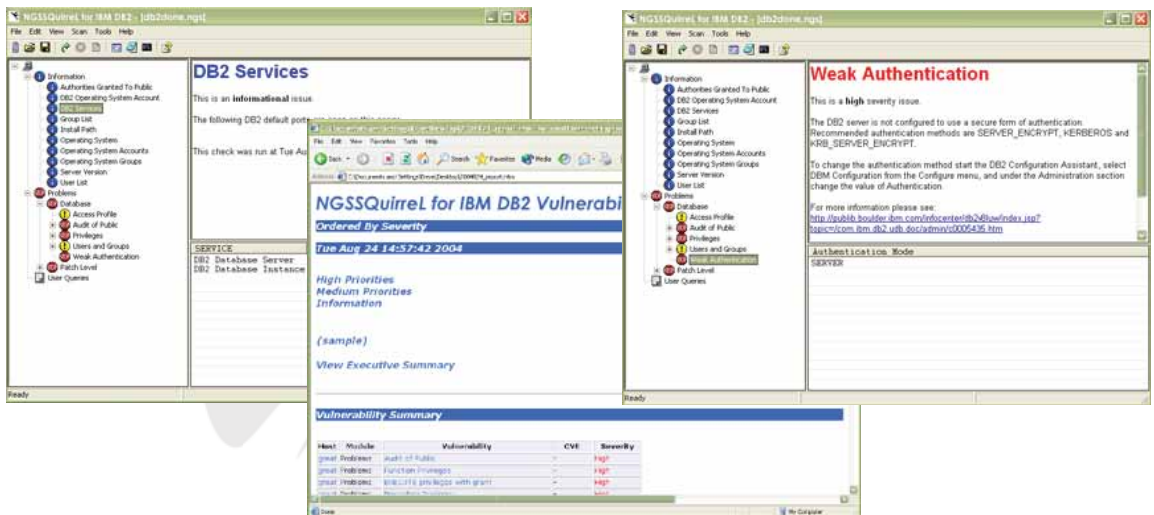 NGSSQuirreL for IBM DB2 - [db2done.ngs]
File Edit View Scan Tools Help
Information
Authorities Granted To Public
DB2 Operating System Account
DB2 Services
Group List
Install Path
Operating System
Operating System Accounts
Operating System Groups
Server Version
User List
Problems
Database
Access Profile
Audit of Public
Privileges
Users and Groups
Weak Authentication
Patch Level
User Queries
DB2 Services
This is an informational issue.
The following DB2 default ports
This check was run at Tue Au
SERVICE
DB2 Database Server
DB2 Database Instance
Ready
File Edit View Favorites Tools Help
Back Search Favorites Media
NGSSQuirreL for IBM DB2 Vulnerabi
Ordered By Severity
Tue Aug 24 14:57:42 2004
High Priorities
Medium Priorities
Information
(sample)
View Executive Summary
Vulnerability Summary
Host Module Vulnerability CVE Severity
great Problems Audit of Public - High
great Problems Function Privileges - High
great Problems EXECUTE privileges with grant - High
great Problems
Done My Computer
NGSSQuirreL for IBM DB2 - [db2done.ngs]
File Edit View Scan Tools Help
Information
Authorities Granted To Public
DB2 Operating System Account
DB2 Services
Group List
Install Path
Operating System
Operating System Accounts
Operating System Groups
Server Version
User List
Problems
Database
Access Profile
Audit of Public
Privileges
Users and Groups
Weak Authentication
Patch Level
User Queries
Weak Authentication
This is a high severity issue.
The DB2 server is not configured to use a secure form of authentication.
Recommended authentication methods are SERVER_ENCRYPT, KERBEROS and
KRB_SERVER_ENCRYPT.
To change the authentication method start the DB2 Configuration Assistant, select
DBM Configuration from the Configure menu, and under the Administration section
change the value of Authentication.
For more information please see:
http://publib.boulder.ibm.com/infocenter/db2v8luw/index.jsp?
topic=/com.ibm.db2.udb.doc/admin/c0005435.htm
Authentication Mode
SERVER
Ready